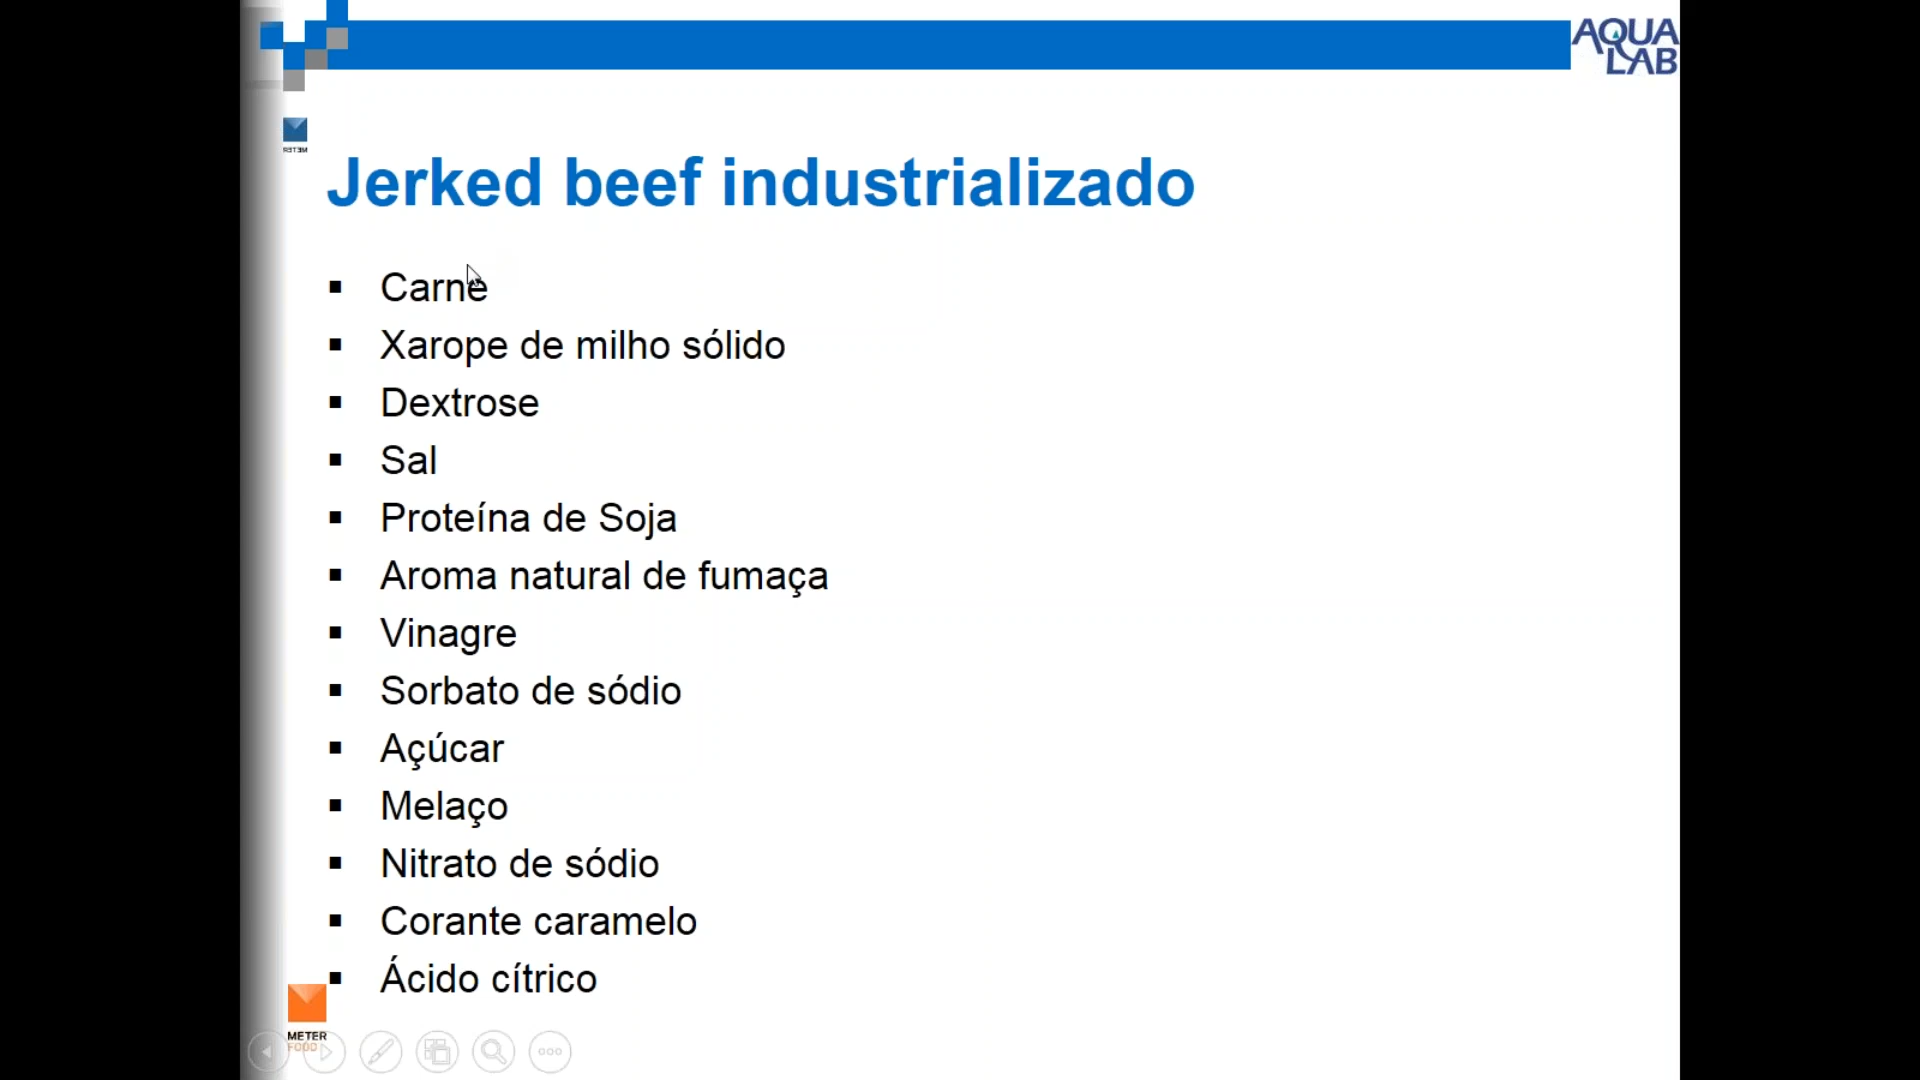 AQUA
LAB
METER
Jerked beef industrializado
▪ Carne
▪ Xarope de milho sólido
▪ Dextrose
▪ Sal
▪ Proteína de Soja
▪ Aroma natural de fumaça
▪ Vinagre
▪ Sorbato de sódio
▪ Açúcar
▪ Melaço
▪ Nitrato de sódio
▪ Corante caramelo
▪ Ácido cítrico
METER
FOOD